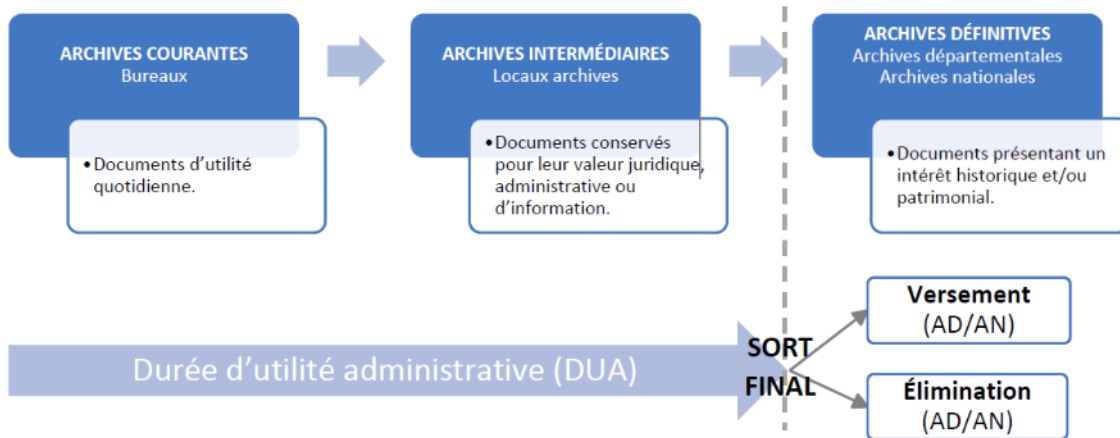 ARCHIVES COURANTES
Bureaux
•Documents d’utilité
quotidienne.
ARCHIVES INTERMÉDIAIRES
Locaux archives
•Documents conservés
pour leur valeur juridique,
administrative ou
d’information.
ARCHIVES DÉFINITIVES
Archives départementales
Archives nationales
•Documents présentant un
intérêt historique et/ou
patrimonial.
Durée d’utilité administrative (DUA)
SORT
FINAL
Versement
(AD/AN)
Élimination
(AD/AN)